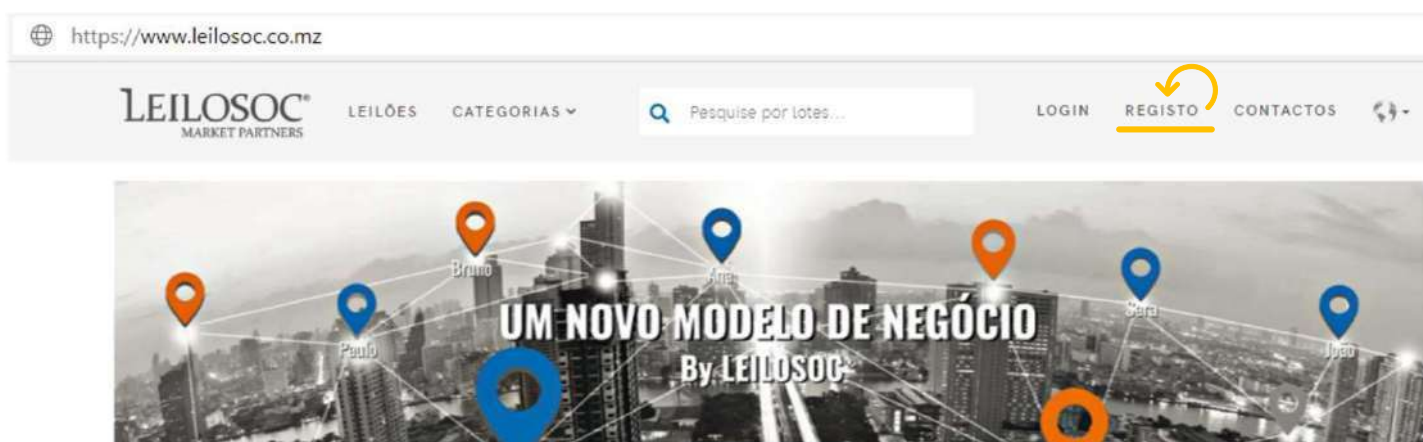 https://www.leilosoc.co.mz
LEILOSOC®
MARKET PARTNERS
LEILÕES CATEGORIAS
Pesquise por lotes...
LOGIN REGISTO CONTACTOS
Bruno
Ana
Sara
Paulo
João
UM NOVO MODELO DE NEGÓCIO
By LEILOSOC